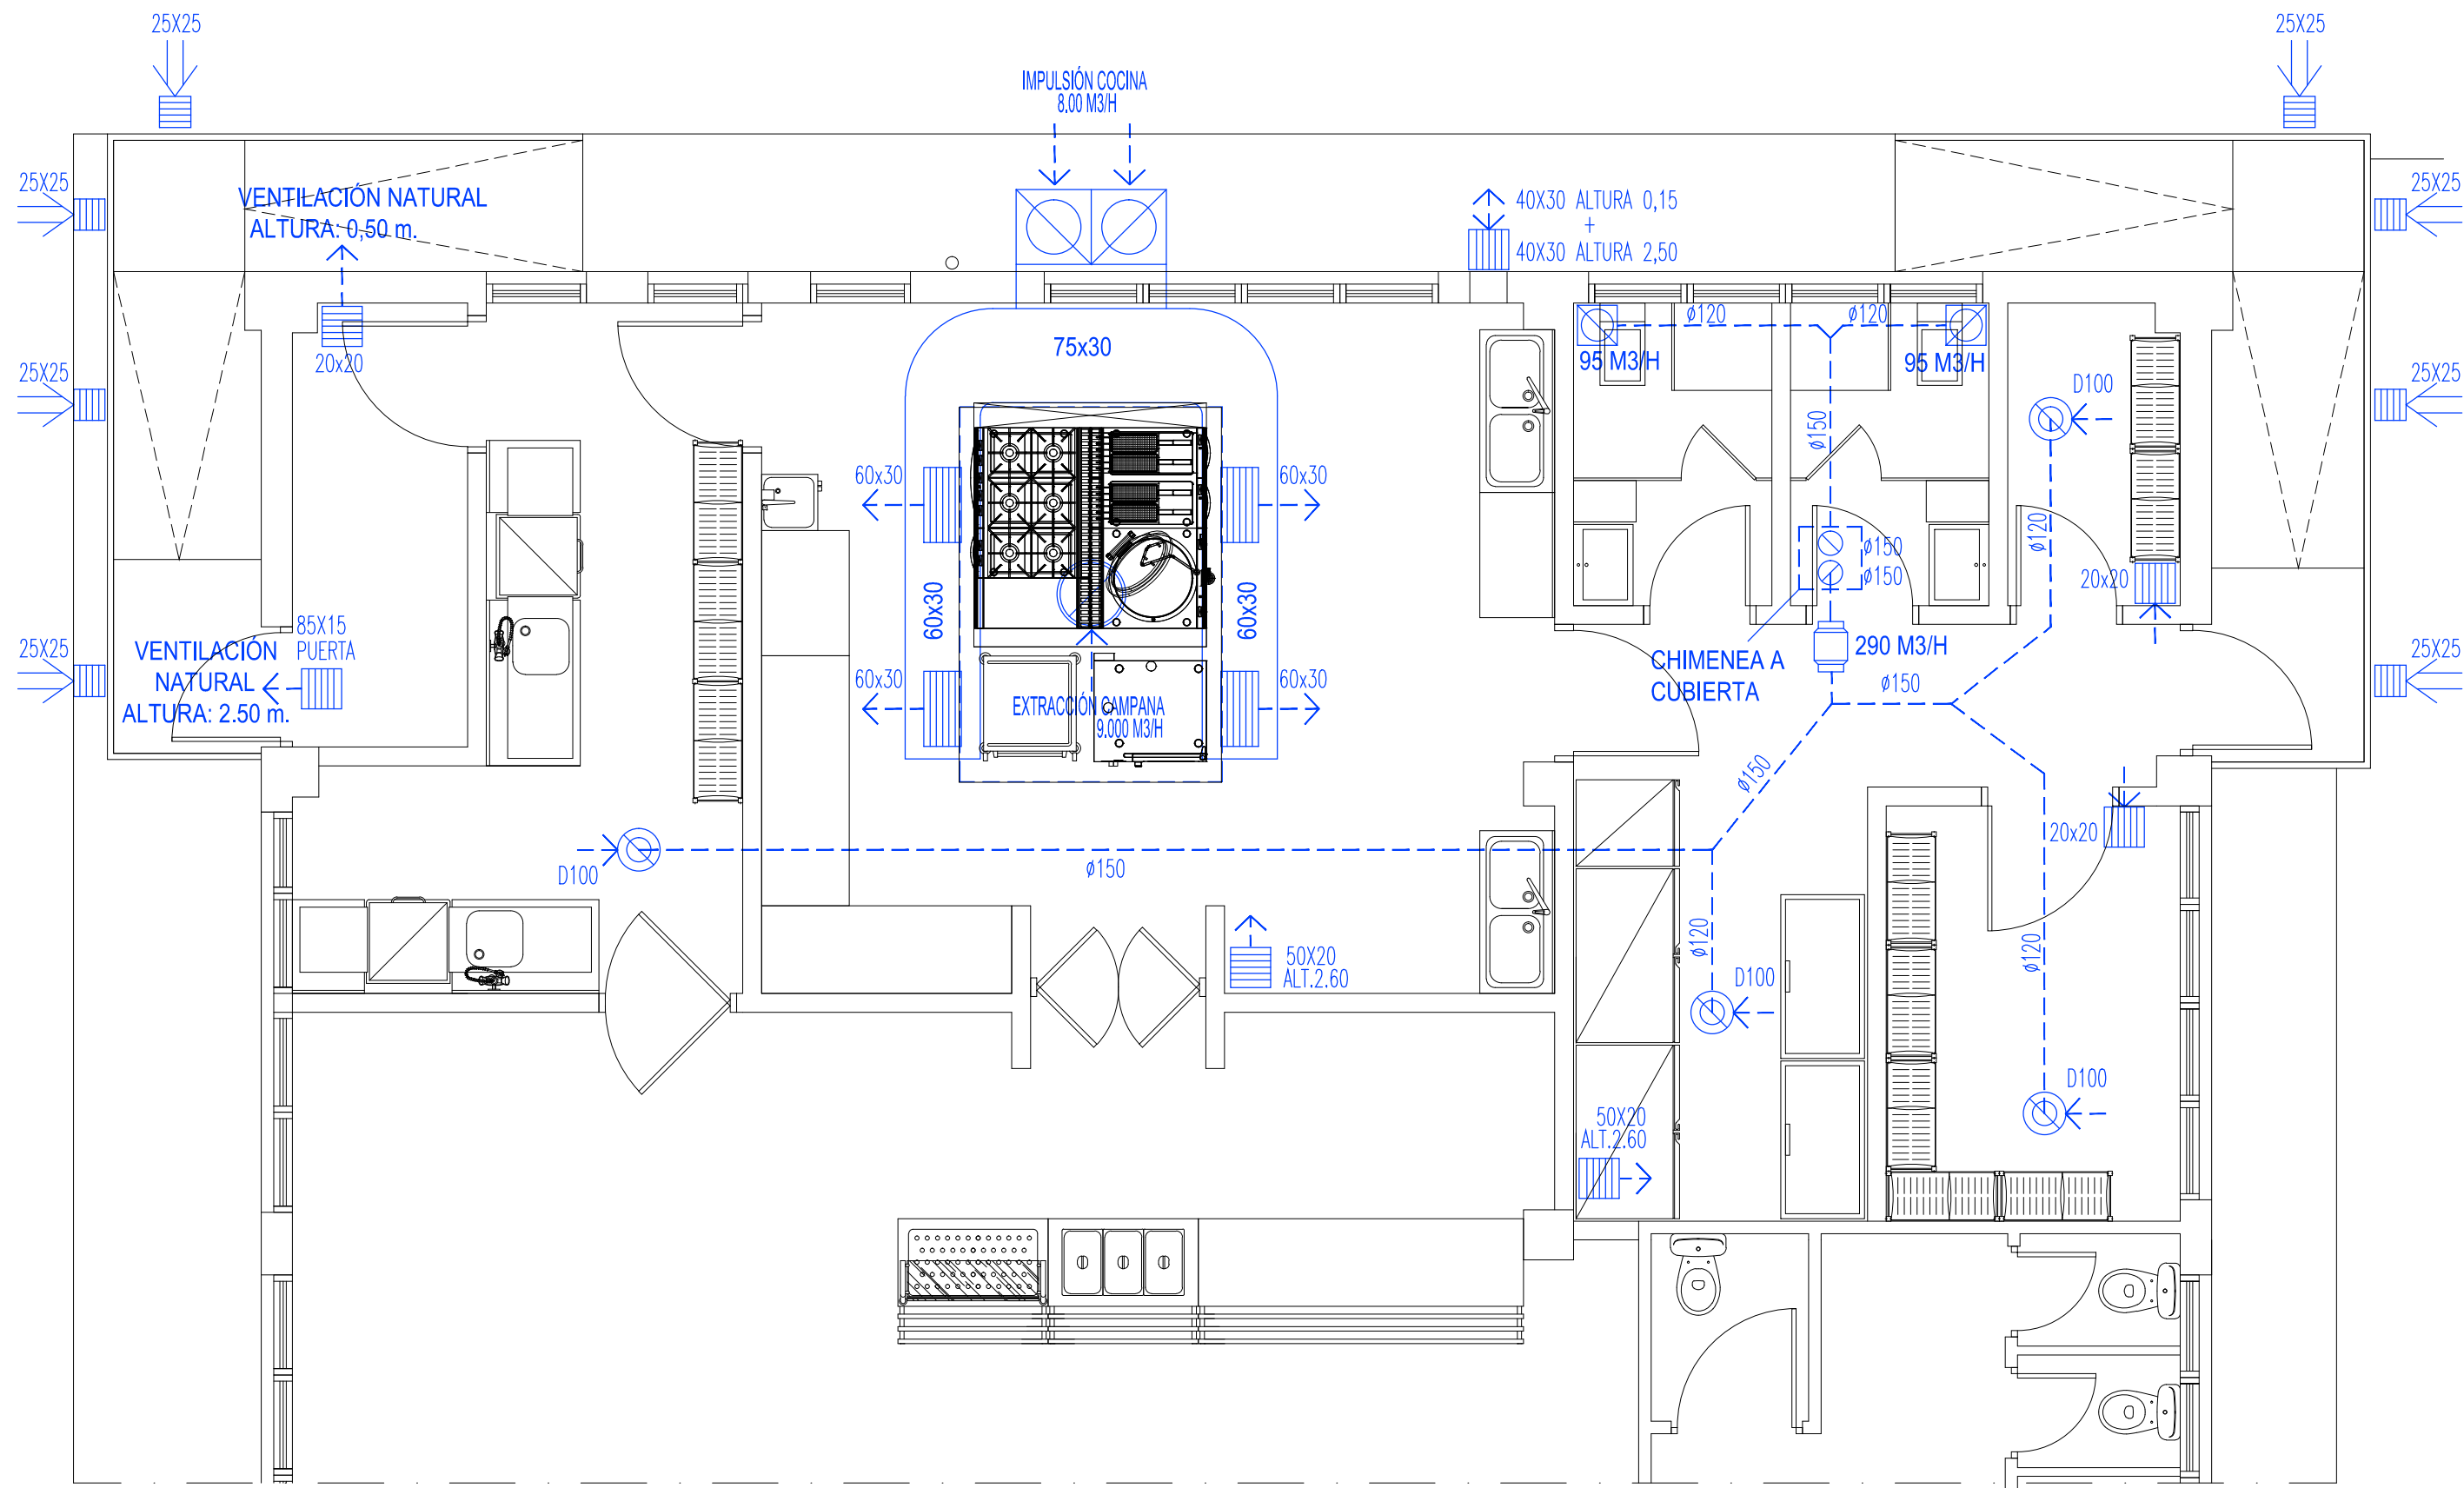 25X25
25X25
IMPULSIÓN COCINA
8.00 M3/H
25X25
VENTILACIÓN NATURAL
ALTURA: 0,50 m.
40X30 ALTURA 0,15
+
40X30 ALTURA 2,50
25X25
ø120
ø120
75x30
20x20
95 M3/H
95 M3/H
25X25
25X25
D100
ø150
60x30
60x30
ø120
ø150
ø150
20x20
60x30
60x30
85X15
PUERTA
VENTILACIÓN
NATURAL
ALTURA: 2.50 m.
25X25
25X25
290 M3/H
CHIMENEA A
CUBIERTA
60x30
60x30
ø150
EXTRACCIÓN CAMPANA
9.000 M3/H
ø150
20x20
D100
ø150
ø120
ø120
50X20
ALT.2.60
D100
D100
50X20
ALT.2.60